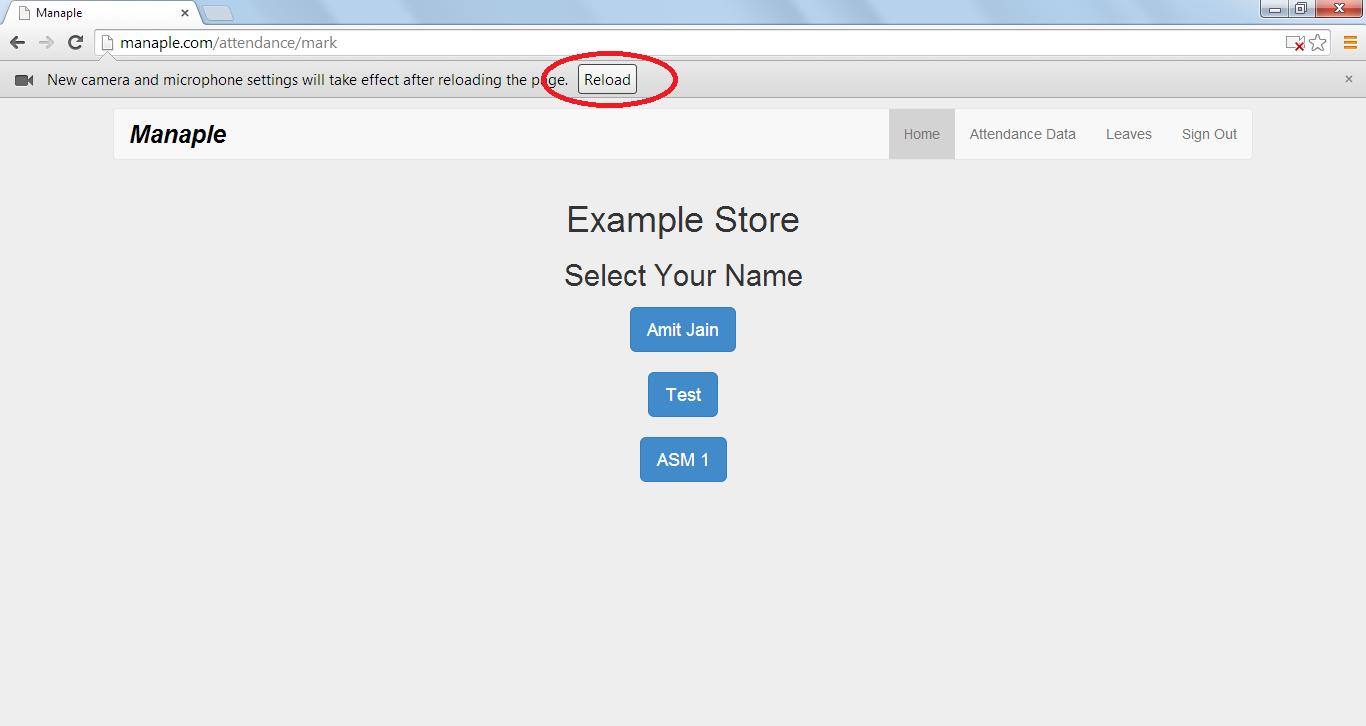 Manaple
manaple.com/attendance/mark
New camera and microphone settings will take effect after reloading the page. Reload
Manaple Home Attendance Data Leaves Sign Out
Example Store
Select Your Name
Amit Jain
Test
ASM 1